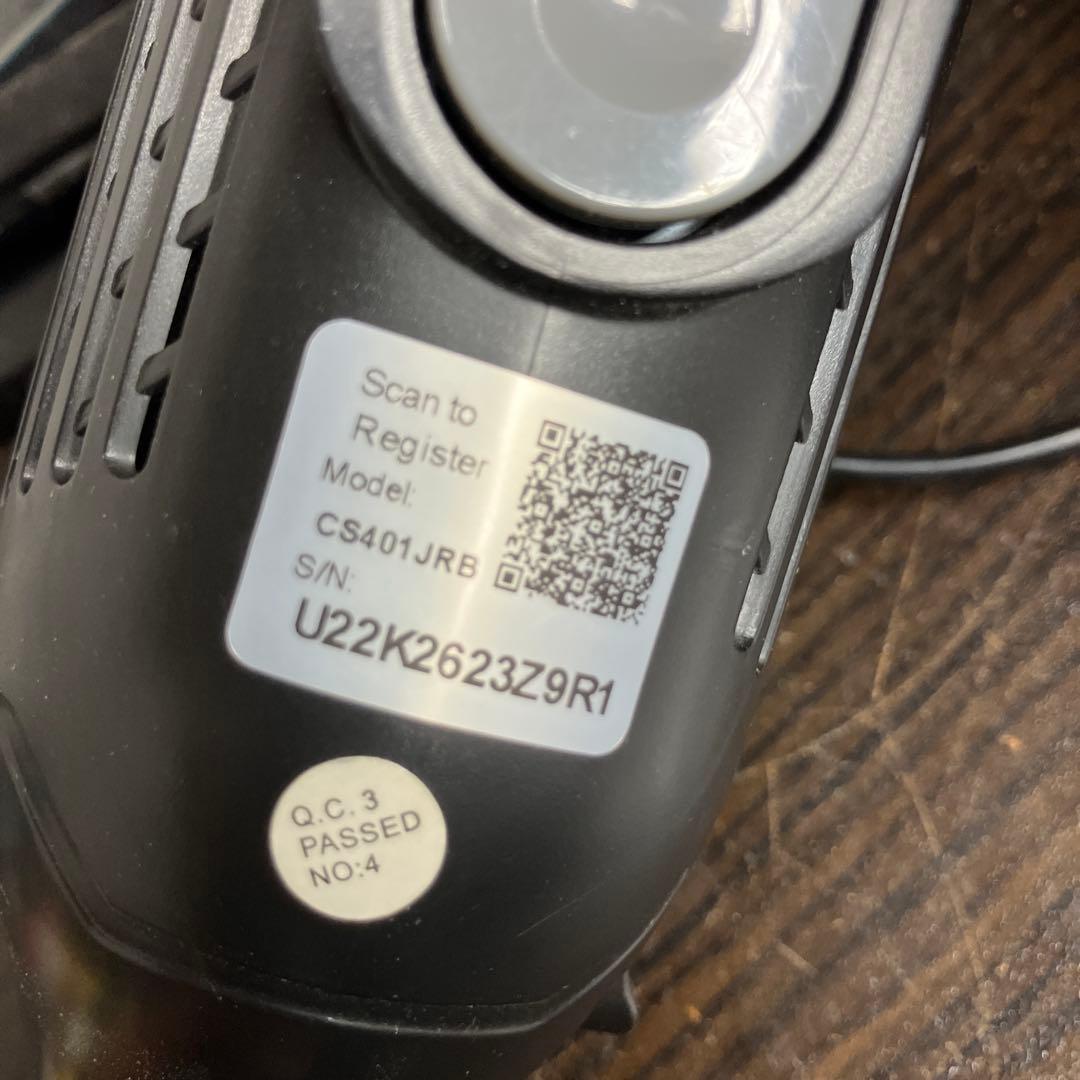 Scan to
Register
Model:
CS401JRB
S/N:
U22K2623Z9R1
Q.C. 3
PASSED
NO:4